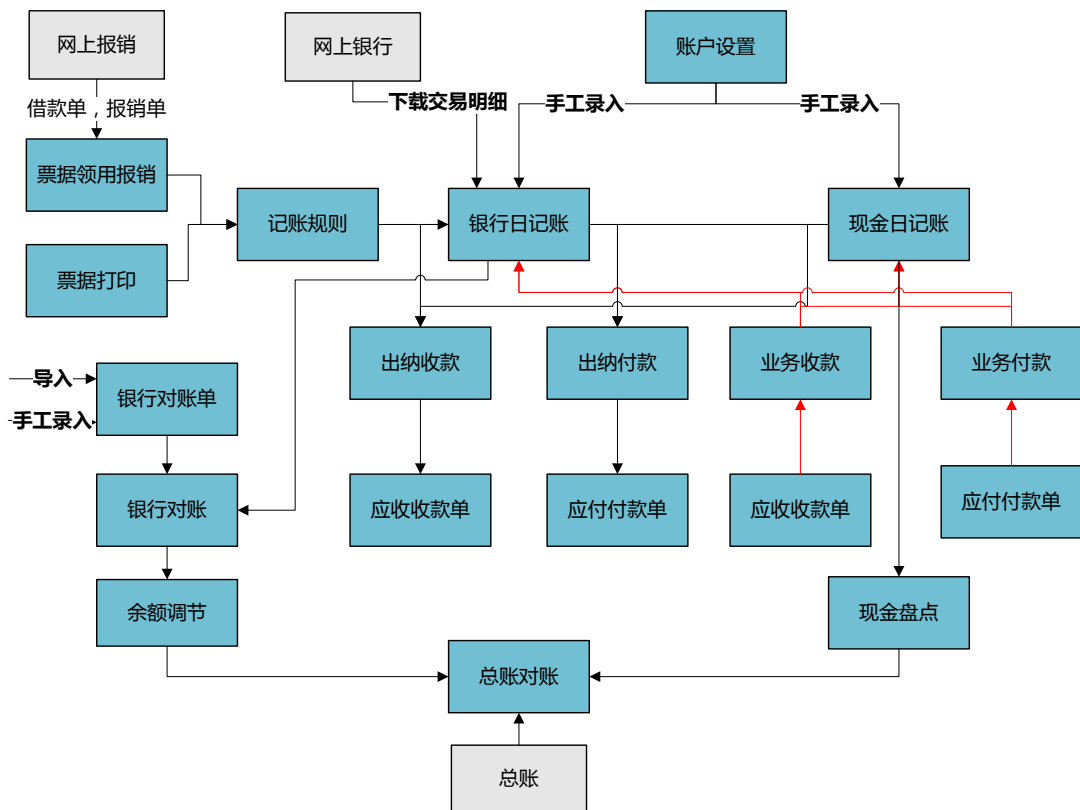 网上报销
网上银行
账户设置
借款单，报销单
下载交易明细
手工录入
手工录入
票据领用报销
记账规则
银行日记账
现金日记账
票据打印
导入
手工录入
银行对账单
出纳收款
出纳付款
业务收款
业务付款
银行对账
应收收款单
应付付款单
应收收款单
应付付款单
余额调节
现金盘点
总账对账
总账